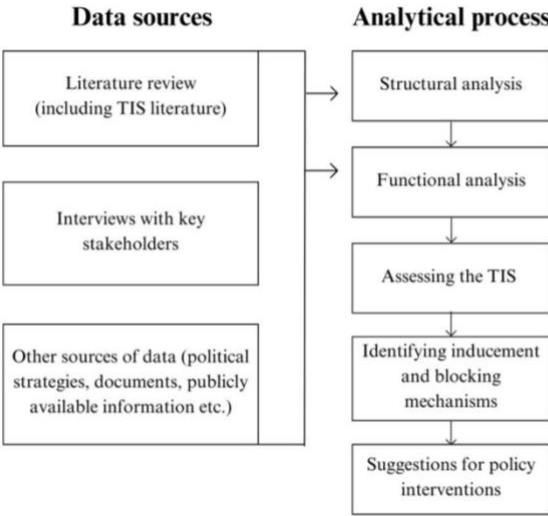 Data sources
Literature review
(including TIS literature)
Interviews with key
stakeholders
Other sources of data (political
strategies, documents, publicly
available information etc.)
Analytical process
Structural analysis
Functional analysis
Assessing the TIS
Identifying inducement
and blocking
mechanisms
Suggestions for policy
interventions